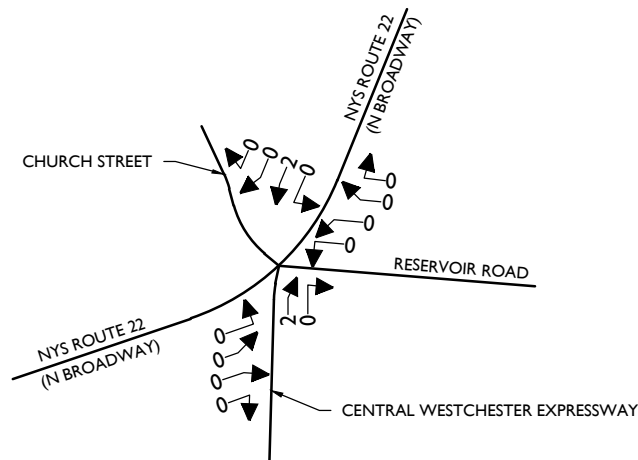 NYS ROUTE 22
(N BROADWAY)
CHURCH STREET
0
0
2
0
0
0
0
0
RESERVOIR ROAD
2
0
NYS ROUTE 22
(N BROADWAY)
0
0
0
0
CENTRAL WESTCHESTER EXPRESSWAY